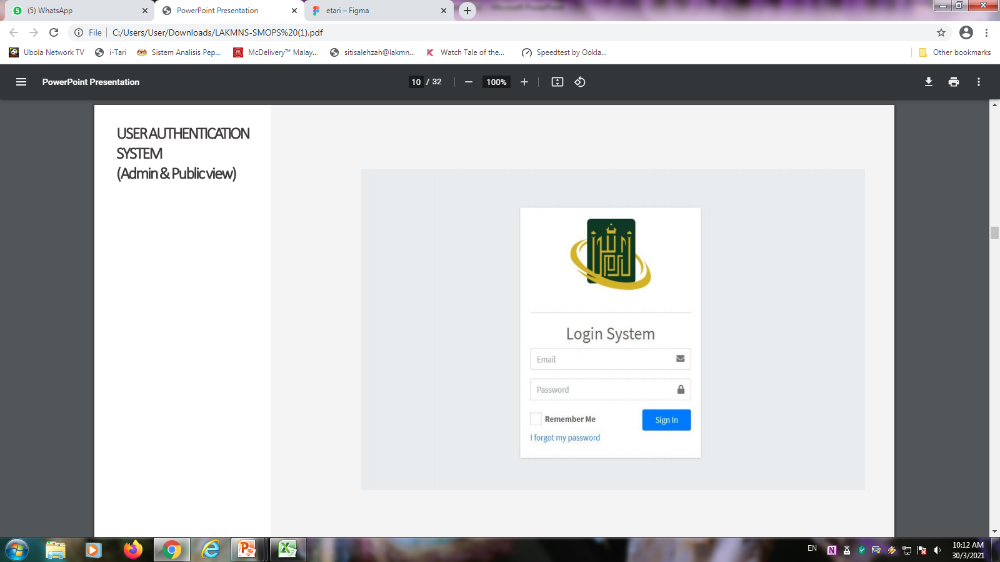 (5) WhatsApp
PowerPoint Presentation
etari – Figma
File
C:/Users/User/Downloads/LAKMNS-SMOPS%20(1).pdf
Ubola Network TV
i-Tari
Sistem Analisis Pep...
McDelivery™ Malay...
sitisalehzah@lakmn...
Watch Tale of the...
Speedtest by Ookla...
Other bookmarks
PowerPoint Presentation
10 / 32
100%
USER AUTHENTICATION
SYSTEM
(Admin & Public view)
Login System
Email
Password
Remember Me
Sign In
I forgot my password
EN
10:12 AM
30/3/2021